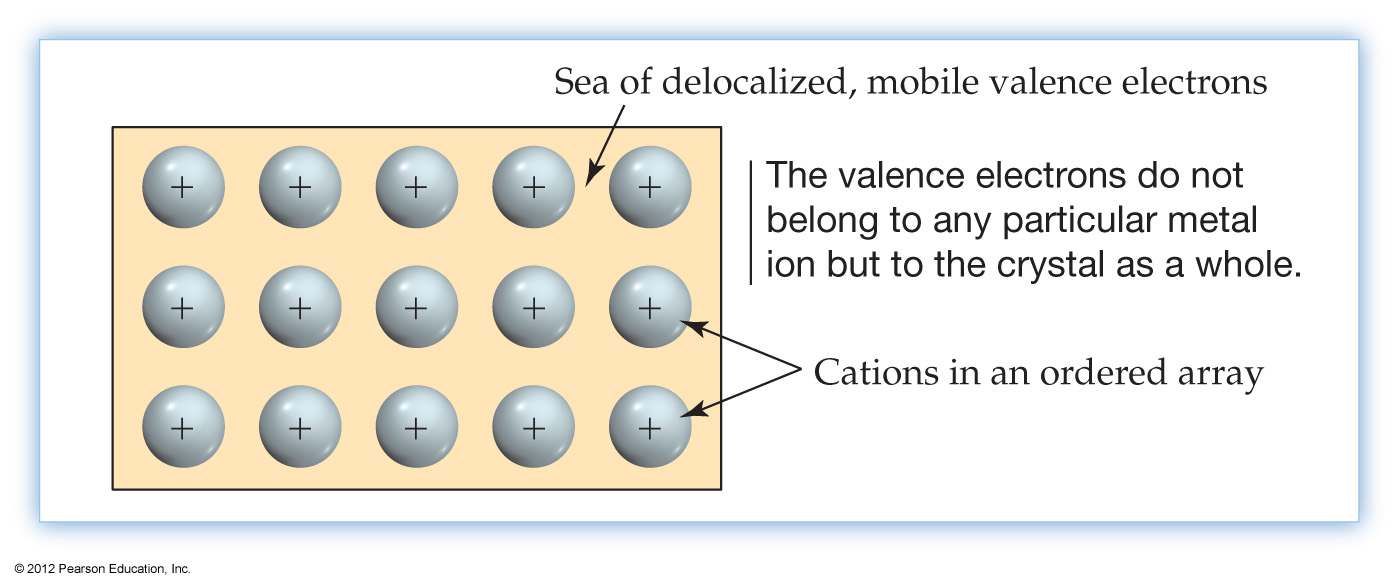 Sea of delocalized, mobile valence electrons
The valence electrons do not
belong to any particular metal
ion but to the crystal as a whole.
+ + + + +
+ + + + +
Cations in an ordered array
+ + + + +
© 2012 Pearson Education, Inc.